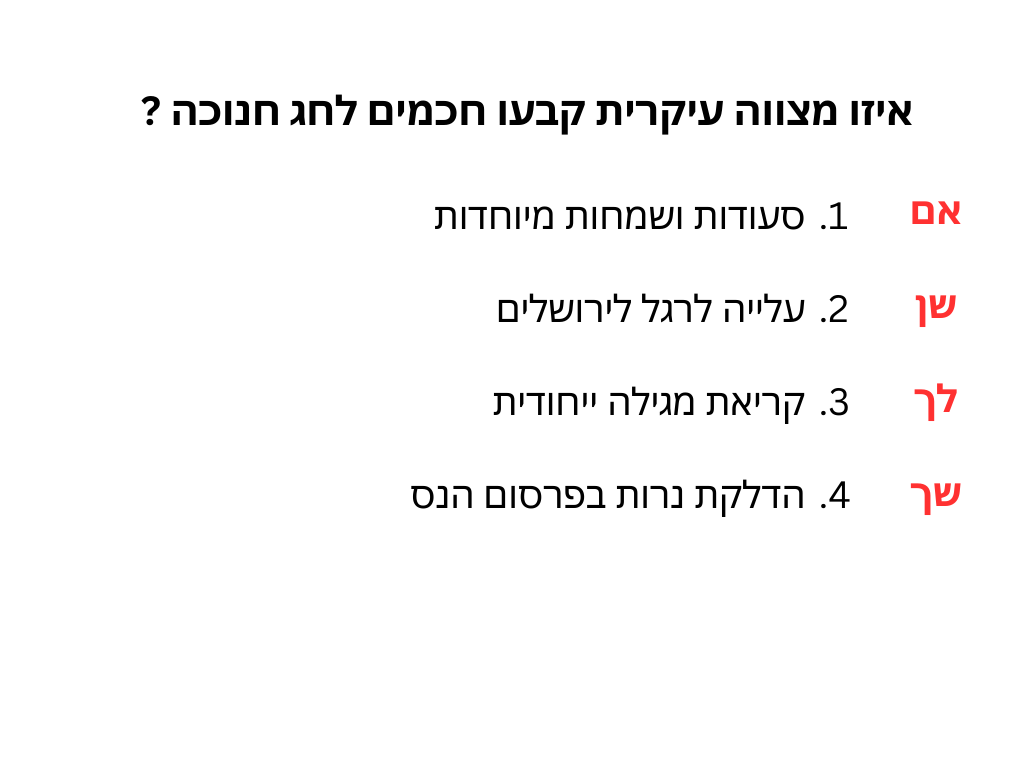 איזו מצווה עיקרית קבעו חכמים לחג חנוכה ?
אם 1. סעודות ושמחות מיוחדות
שן 2. עלייה לרגל לירושלים
לך 3. קריאת מגילה ייחודית
שך 4. הדלקת נרות בפרסום הנס